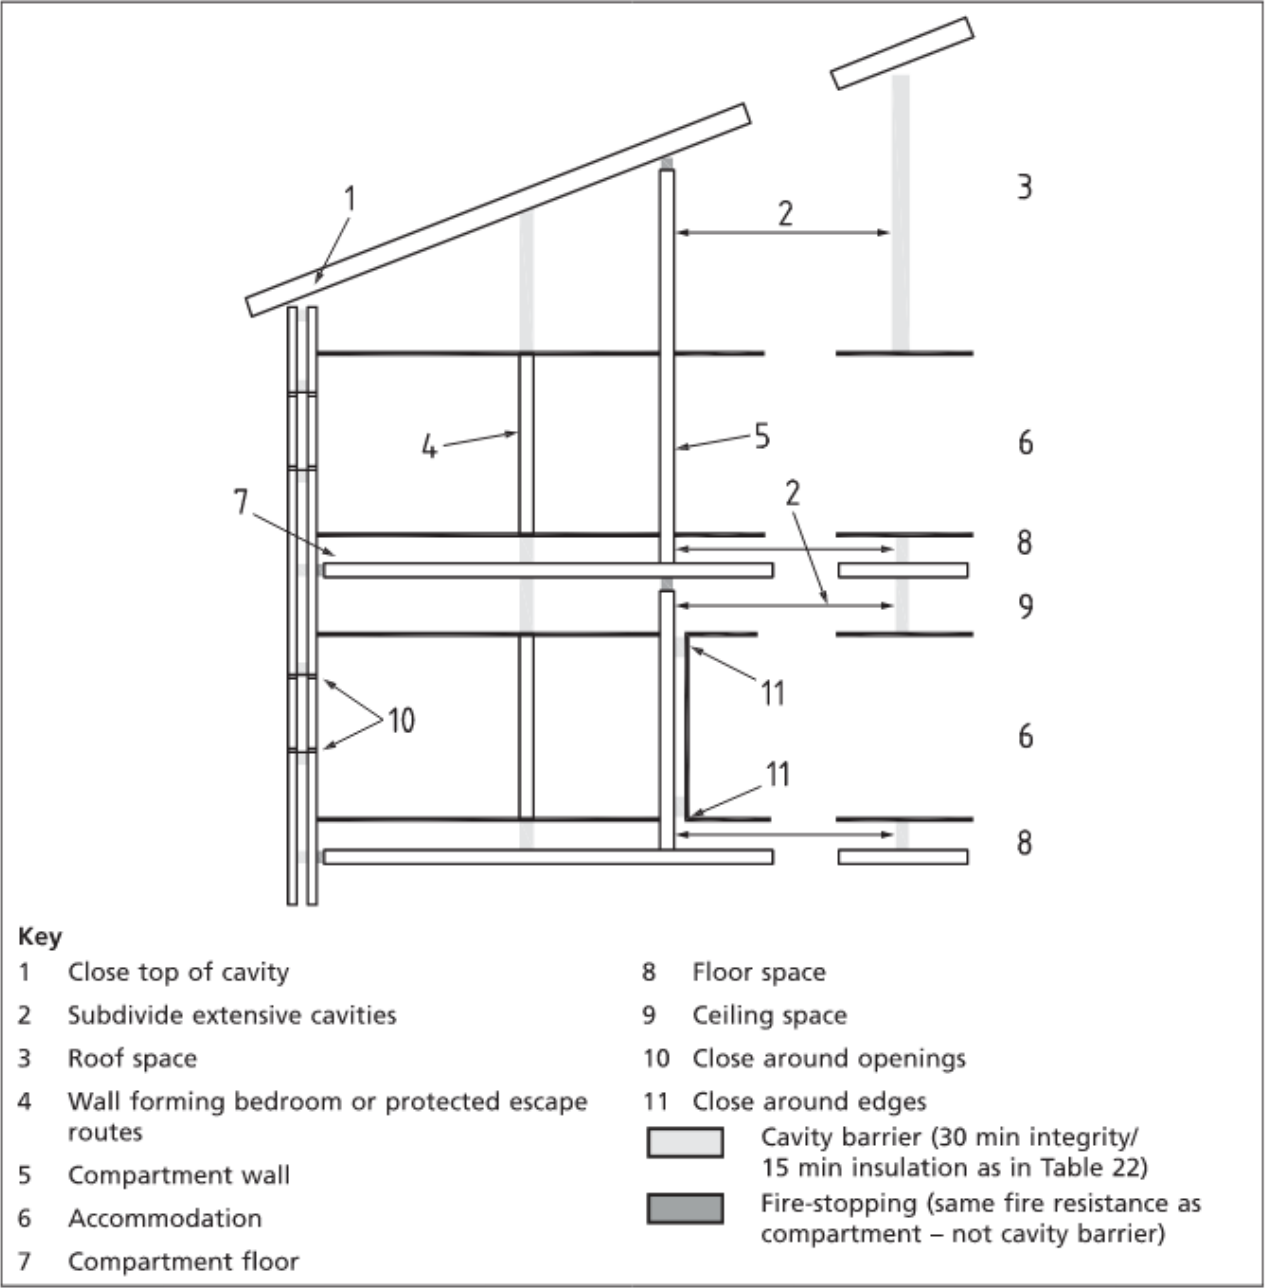 1
2
3
4
5
6
7
2
8
9
10
11
6
11
8
Key
1 Close top of cavity
2 Subdivide extensive cavities
3 Roof space
4 Wall forming bedroom or protected escape
routes
5 Compartment wall
6 Accommodation
7 Compartment floor
8 Floor space
9 Ceiling space
10 Close around openings
11 Close around edges
Cavity barrier (30 min integrity/
15 min insulation as in Table 22)
Fire-stopping (same fire resistance as
compartment – not cavity barrier)